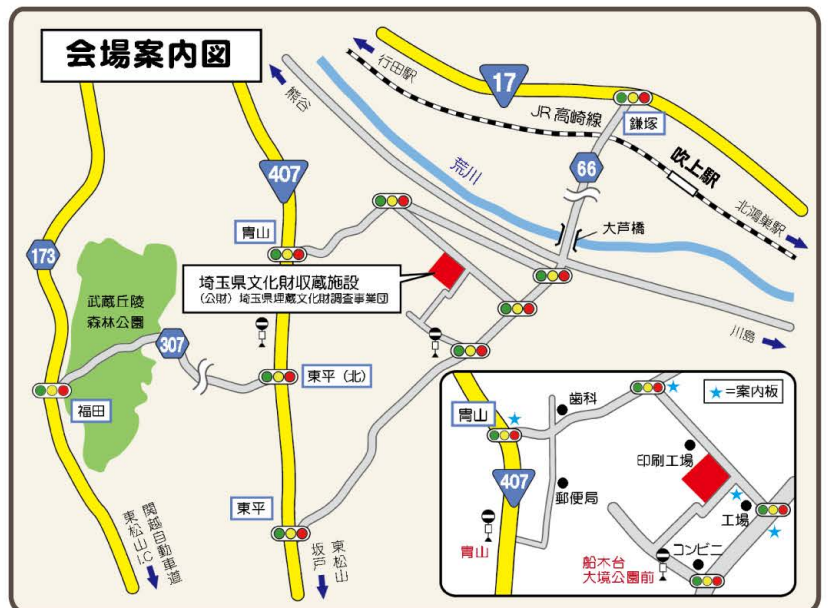 会場案内図
行田駅
17
JR高崎線
鎌塚
熊谷
407
荒川
66
吹上駅
北鴻巣駅
大芦橋
冑山
173
埼玉県文化財収蔵施設
（公財）埼玉県埋蔵文化財調査事業団
武蔵丘陵
森林公園
307
川島
東平（北）
福田
東平
関越自動車道
東松山I.C
東松山
坂戸
★=案内板
歯科
冑山
印刷工場
407
郵便局
工場
冑山
船木台
大境公園前
コンビニ